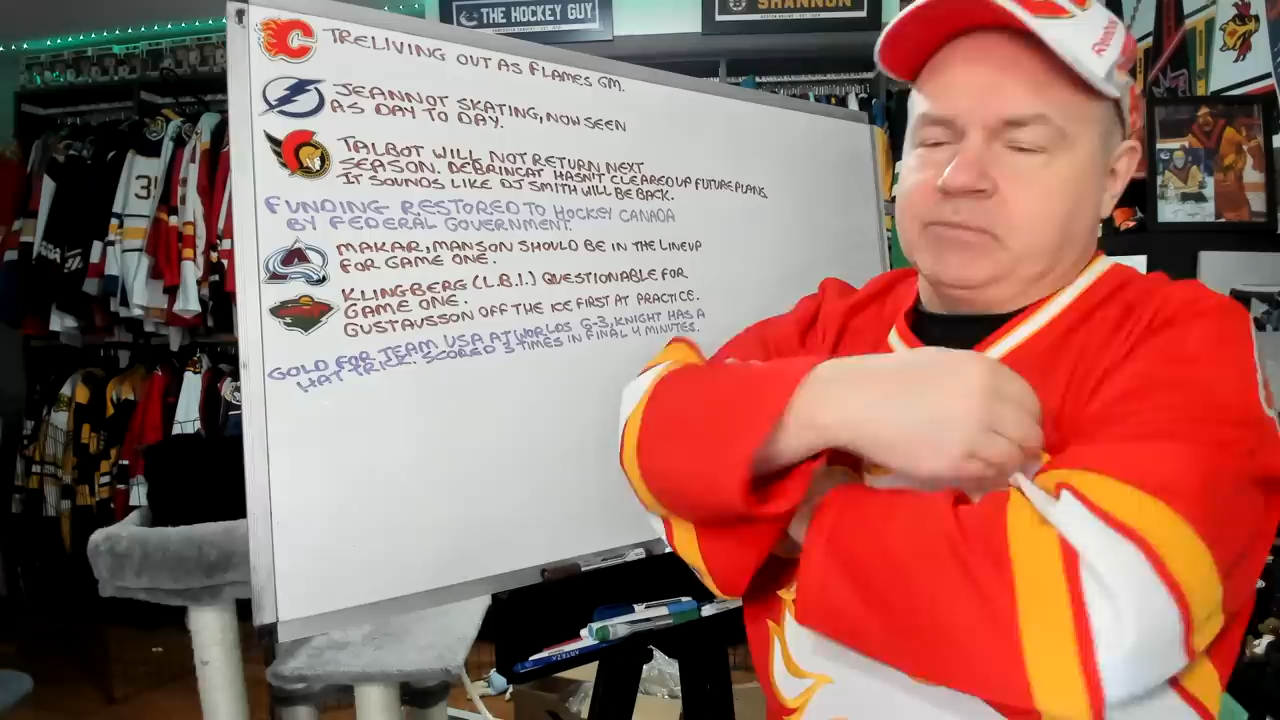 THE HOCKEY GUY
SHANNON
TRELIVING OUT AS FLAMES GM.
JEANNOT SKATING, NOW SEEN
AS DAY TO DAY.
TALBOT WILL NOT RETURN NEXT
SEASON. DEBRINCAT HASN'T CLEARED UP FUTURE PLANS.
IT SOUNDS LIKE DJ SMITH WILL BE BACK.
FUNDING RESTORED TO HOCKEY CANADA
BY FEDERAL GOVERNMENT.
MAKAR, MANSON SHOULD BE IN THE LINEUP
FOR GAME ONE.
KLINGBERG (L.B.I.) QUESTIONABLE FOR
GAME ONE.
GUSTAVSSON OFF THE ICE FIRST AT PRACTICE.
GOLD FOR TEAM USA AT WORLDS 6-3, KNIGHT HAS A
HAT TRICK. SCORED 3 TIMES IN FINAL 4 MINUTES.